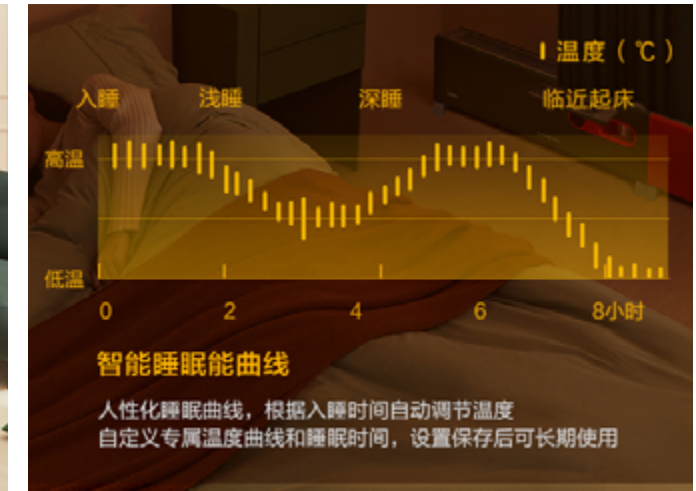 温度（℃）
入睡 浅睡 深睡 临近起床
高温
低温
0 2 4 6 8小时
智能睡眠能曲线
人性化睡眠曲线，根据入睡时间自动调节温度
自定义专属温度曲线和睡眠时间，设置保存后可长期使用